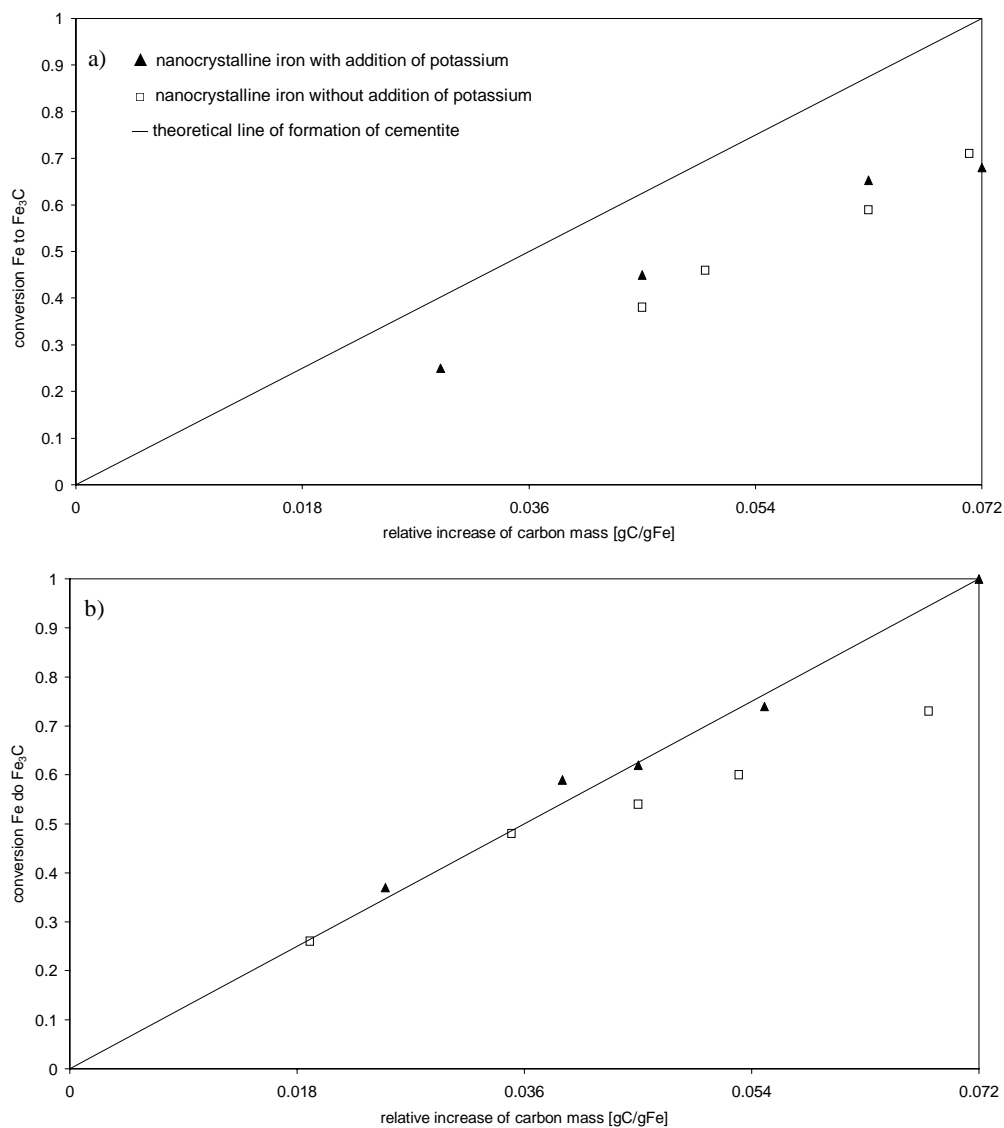 a)
nanocrystalline iron with addition of potassium
nanocrystalline iron without addition of potassium
theoretical line of formation of cementite
conversion Fe to Fe₃C
1
0.9
0.8
0.7
0.6
0.5
0.4
0.3
0.2
0.1
0
0 0.018 0.036 0.054 0.072
relative increase of carbon mass [gC/gFe]
b)
conversion Fe do Fe₃C
1
0.9
0.8
0.7
0.6
0.5
0.4
0.3
0.2
0.1
0
0 0.018 0.036 0.054 0.072
relative increase of carbon mass [gC/gFe]